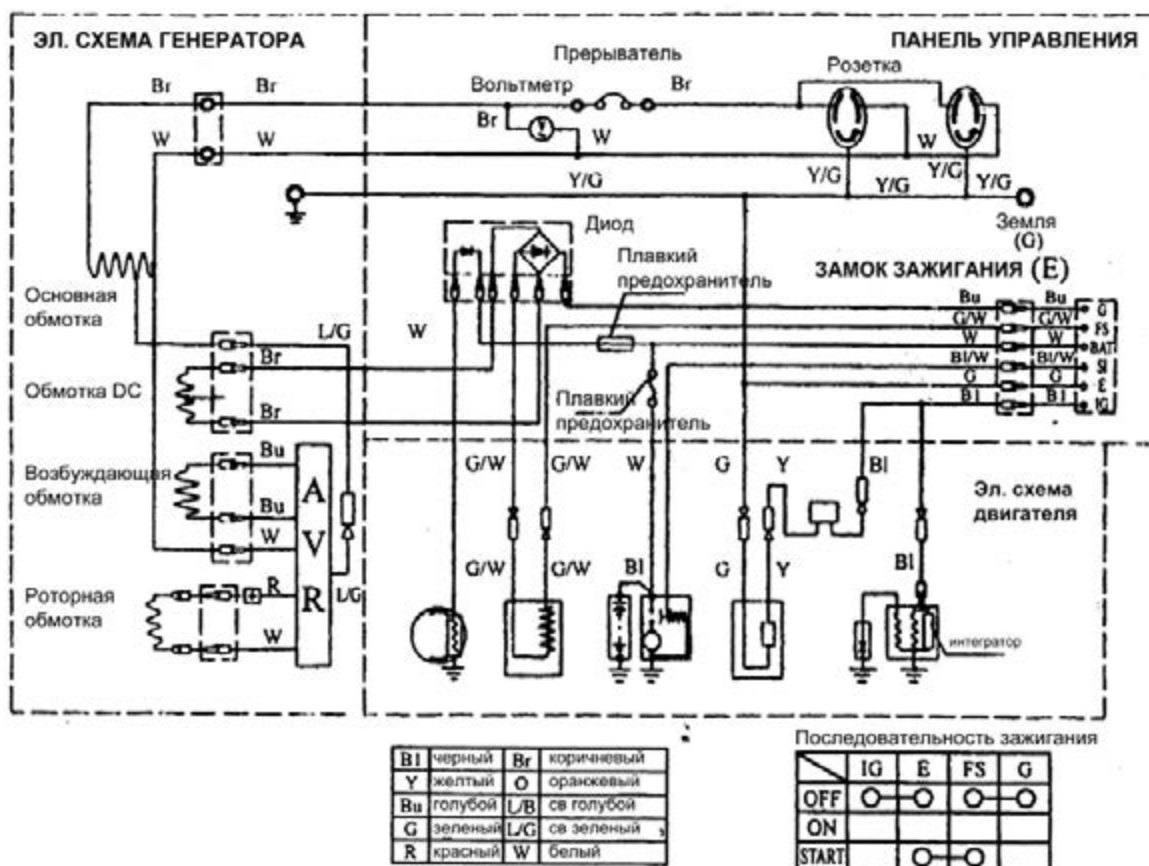 ЭЛ. СХЕМА ГЕНЕРАТОРА
ПАНЕЛЬ УПРАВЛЕНИЯ
Прерыватель
Вольтметр
Розетка
Br Br Br
Br
W W W W
Y/G Y/G Y/G Y/G Y/G
Земля
(G)
Диод
Плавкий
предохранитель
ЗАМОК ЗАЖИГАНИЯ (E)
Основная
обмотка
L/G
W
Bu Bu G
G/W G/W FS
W W BAT
Bl/W Bl/W SI
G G E
Bl Bl IG
Обмотка DC
Br
Br
Плавкий
предохранитель
Возбуждающая
обмотка
Bu
Bu
W
A
V
R
G/W G/W W G Y Bl
Эл. схема
двигателя
G/W G/W Bl G Y Bl
Роторная
обмотка
R
W
L/G
интегратор
Последовательность зажигания
Bl черный Br коричневый
Y желтый O оранжевый
Bu голубой L/B св голубой
G зеленый L/G св зеленый
R красный W белый
IG E FS G
OFF
ON
START